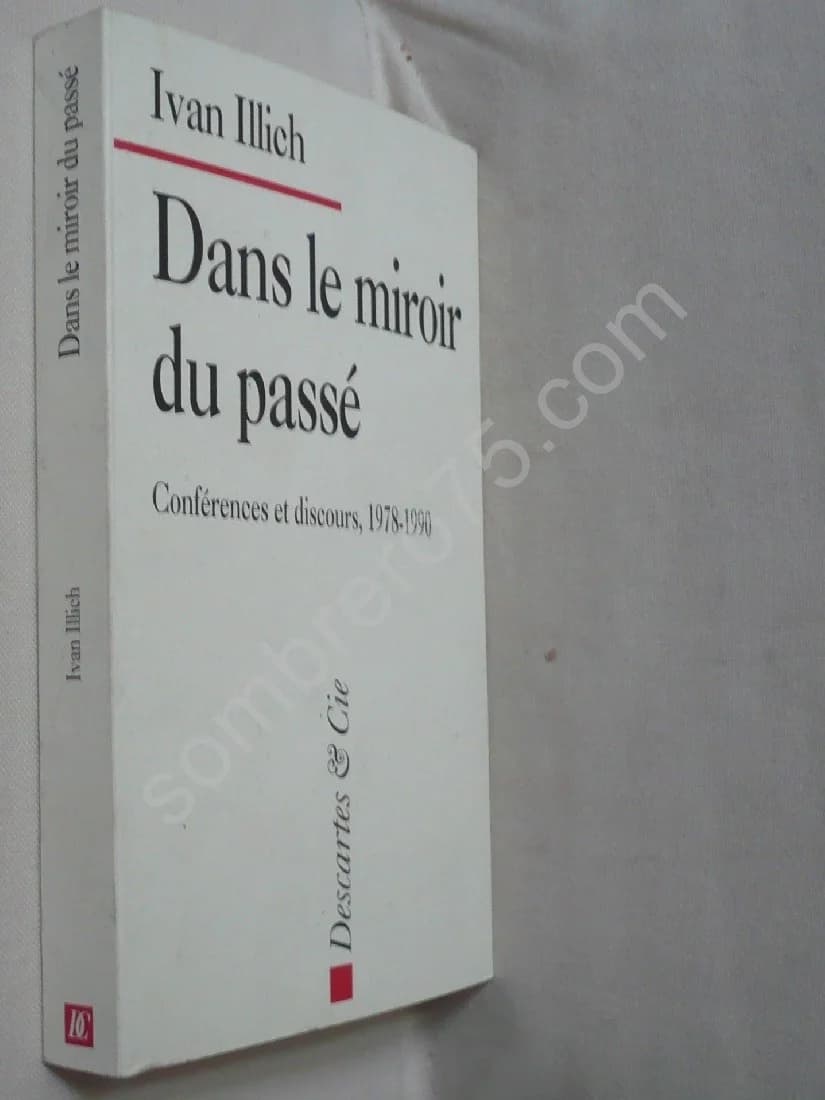 Ivan Illich
Dans le miroir
du passé
Conférences et discours, 1978-1990
Descartes & Cie
Dans le miroir du passé
Ivan Illich
DC
sombrero75.com